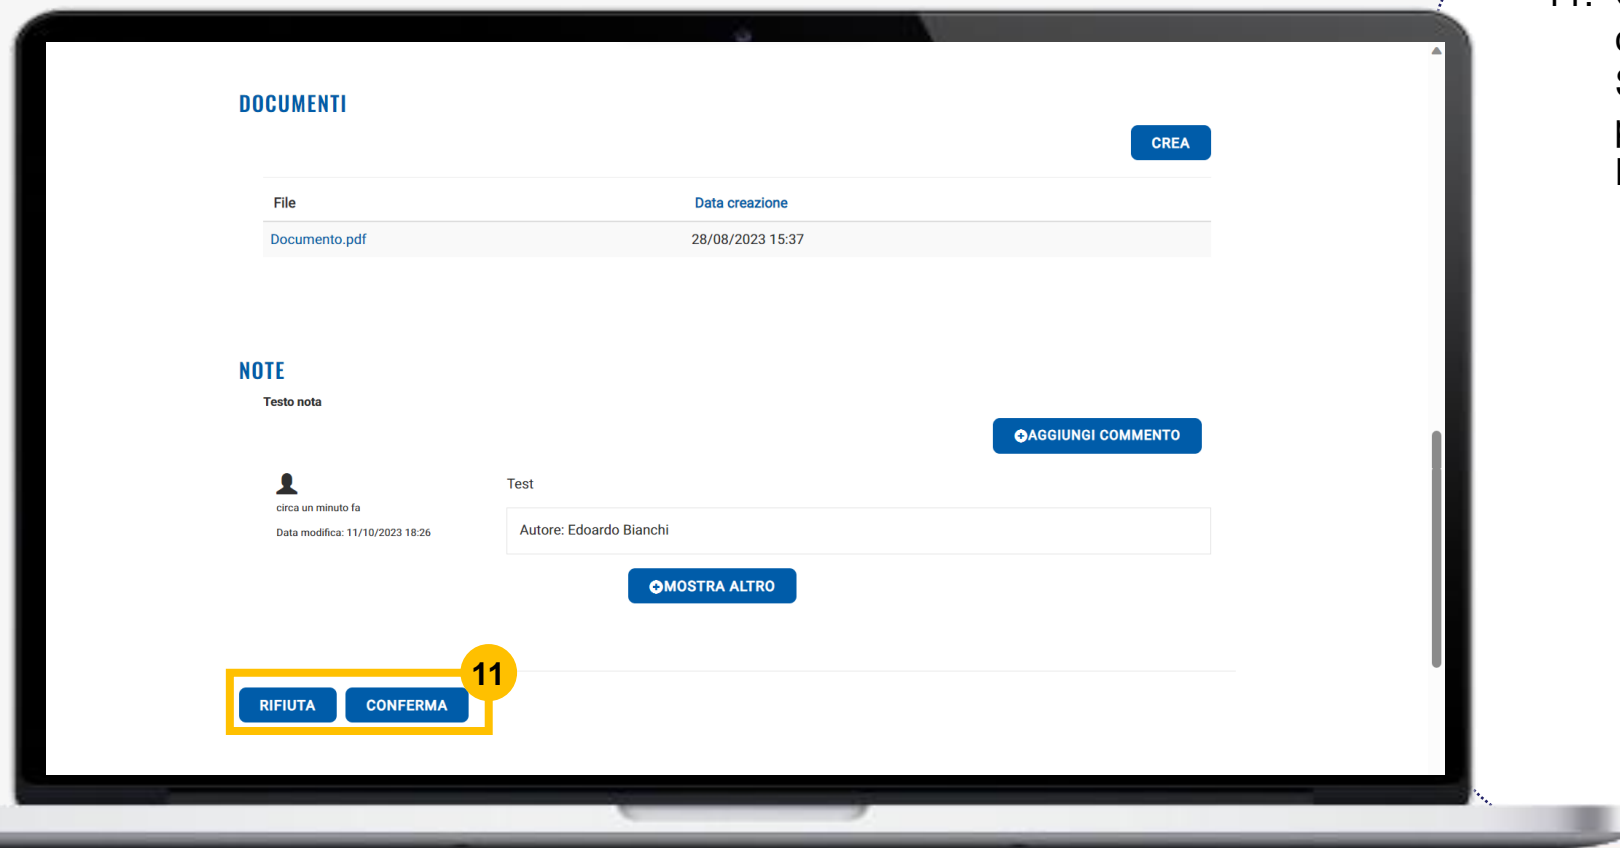 DOCUMENTI
CREA
File Data creazione
Documento.pdf 28/08/2023 15:37
NOTE
Testo nota
AGGIUNGI COMMENTO
Test
circa un minuto fa
Data modifica: 11/10/2023 18:26
Autore: Edoardo Bianchi
MOSTRA ALTRO
11
RIFIUTA CONFERMA